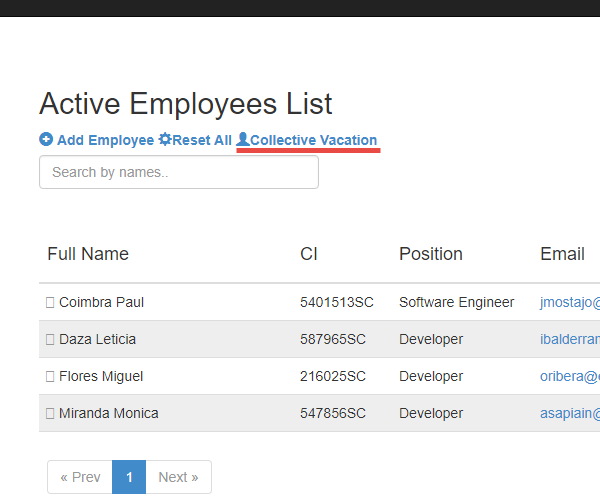 Active Employees List
Add Employee Reset All Collective Vacation
Search by names..
Full Name CI Position Email
Coimbra Paul 5401513SC Software Engineer jmostajo@
Daza Leticia 587965SC Developer ibalderran
Flores Miguel 216025SC Developer oribera@
Miranda Monica 547856SC Developer asapiain@
« Prev 1 Next »